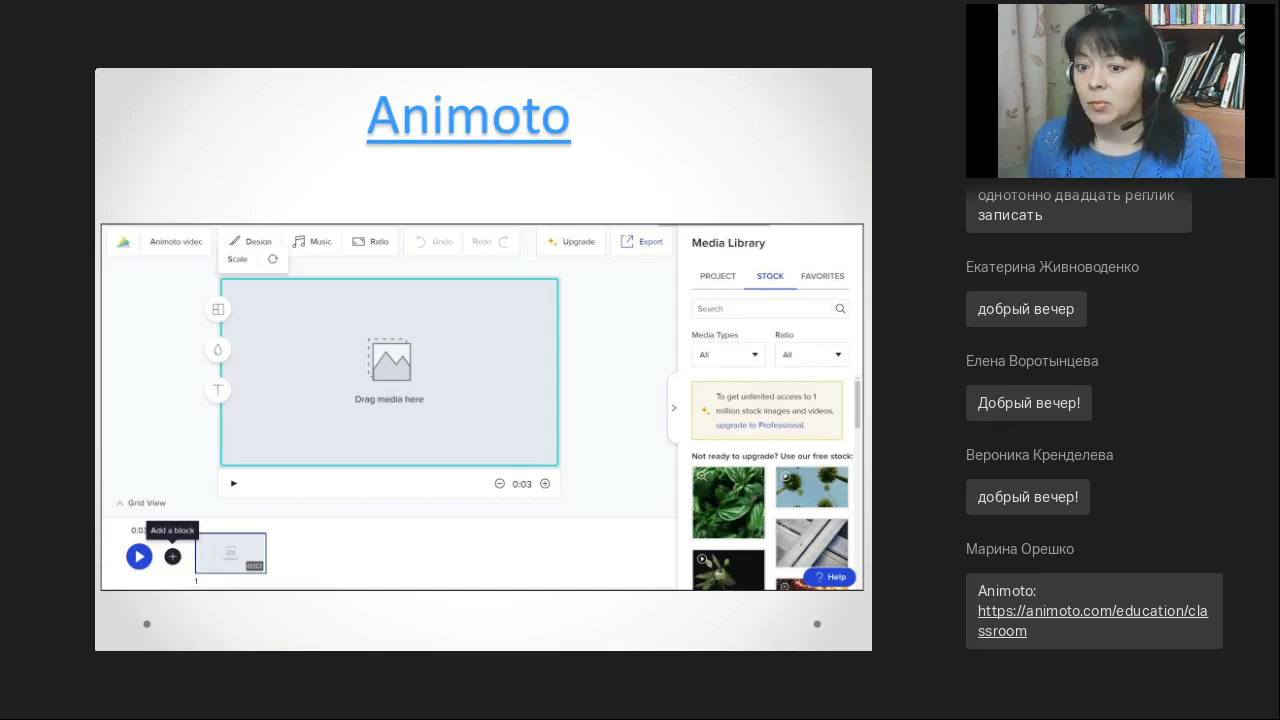 Animoto
Animoto videc
Design
Music
Ratio
Undo
Redo
Upgrade
Export
Scale
Drag media here
0:03
Grid View
0:03
Add a block
0:03
1
Media Library
PROJECT
STOCK
FAVORITES
Search
Media Types
Ratio
All
All
To get unlimited access to 1
million stock images and videos,
upgrade to Professional.
Not ready to upgrade? Use our free stock:
? Help
однотонно двадцать реплик
записать
Екатерина Живноводенко
добрый вечер
Елена Воротынцева
Добрый вечер!
Вероника Кренделева
добрый вечер!
Марина Орешко
Animoto:
https://animoto.com/education/cla
ssroom